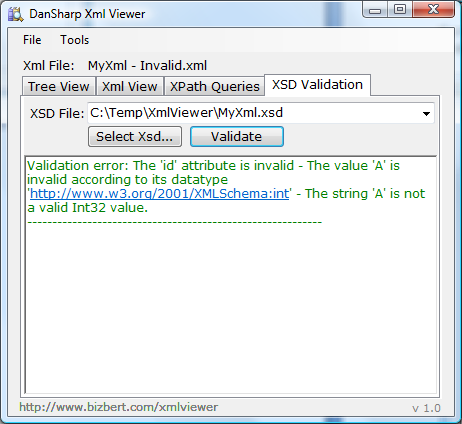 DanSharp Xml Viewer
File Tools
Xml File: MyXml - Invalid.xml
Tree View Xml View XPath Queries XSD Validation
XSD File: C:\Temp\XmlViewer\MyXml.xsd
Select Xsd... Validate
Validation error: The 'id' attribute is invalid - The value 'A' is
invalid according to its datatype
'http://www.w3.org/2001/XMLSchema:int' - The string 'A' is not
a valid Int32 value.
-----------------------------------------------------------
http://www.bizbert.com/xmlviewer v 1.0